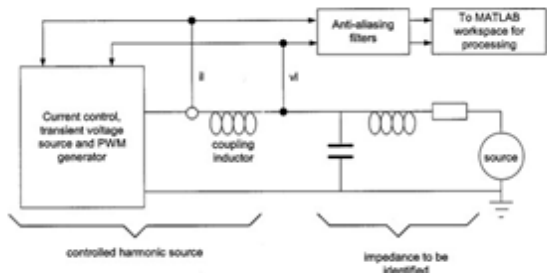 Anti-aliasing
filters
To MATLAB
workspace for
processing
Current control,
transient voltage
source and PWM
generator
il
vl
coupling
inductor
source
controlled harmonic source
impedance to be
identified